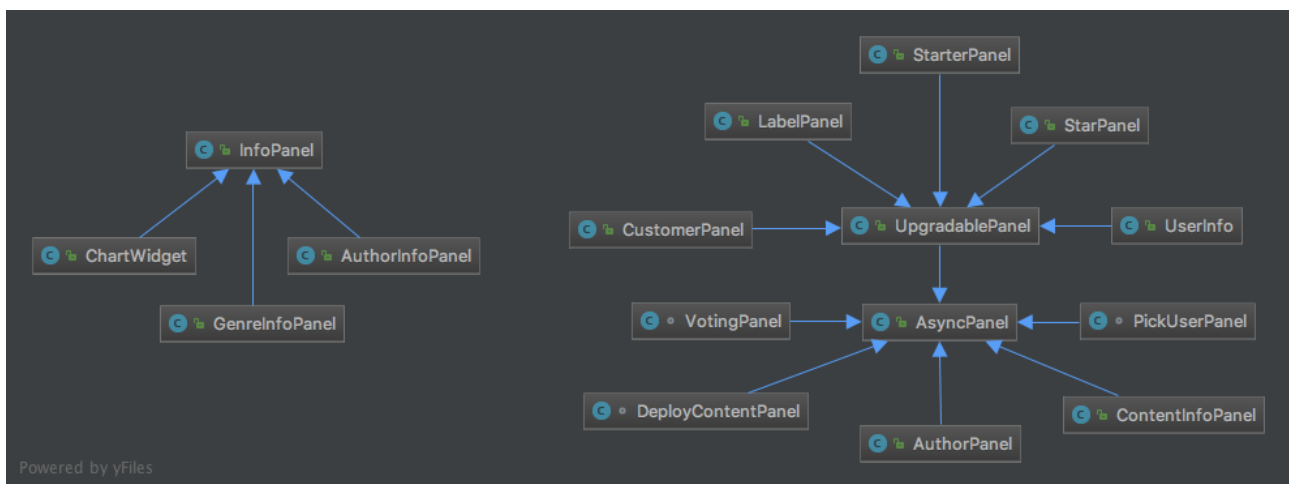 StarterPanel
LabelPanel
StarPanel
InfoPanel
CustomerPanel
UpgradablePanel
UserInfo
ChartWidget
AuthorInfoPanel
GenreInfoPanel
VotingPanel
AsyncPanel
PickUserPanel
DeployContentPanel
ContentInfoPanel
AuthorPanel
Powered by yFiles